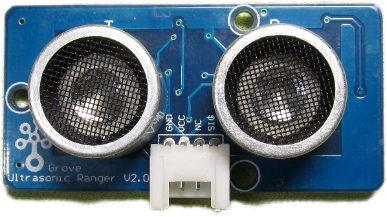 T R
GND VCC NC SIG
Grove
Ultrasonic Ranger V2.0